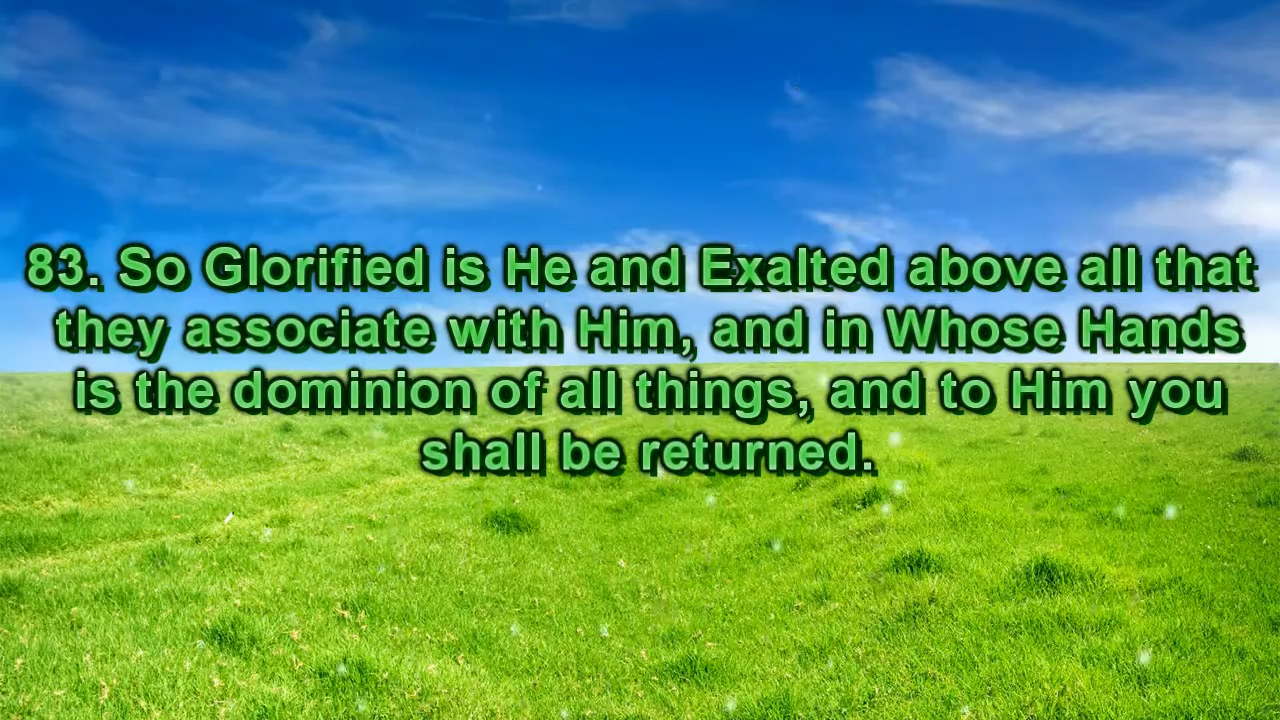 83. So Glorified is He and Exalted above all that
they associate with Him, and in Whose Hands
is the dominion of all things, and to Him you
shall be returned.